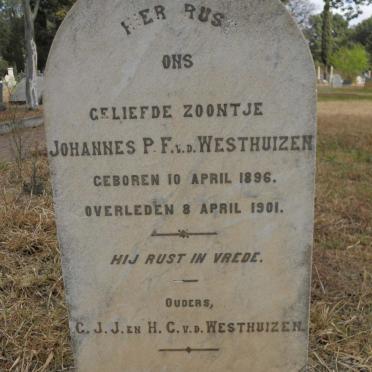 HIER RUS
ONS
GELIEFDE ZOONTJE
JOHANNES P. F. v.d. WESTHUIZEN
GEBOREN 10 APRIL 1896.
OVERLEDEN 8 APRIL 1901.
HIJ RUST IN VREDE.
OUDERS,
C. J. J. EN H. C. v.d. WESTHUIZEN.